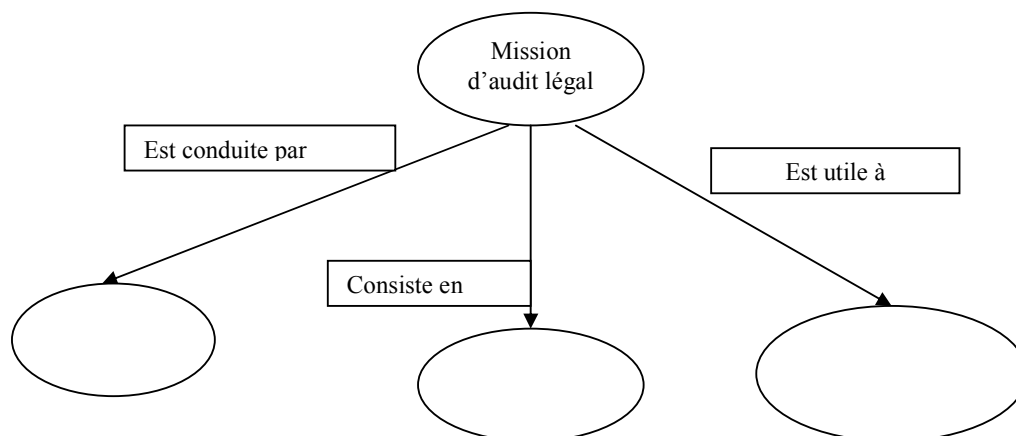 Mission
d’audit légal
Est conduite par
Est utile à
Consiste en